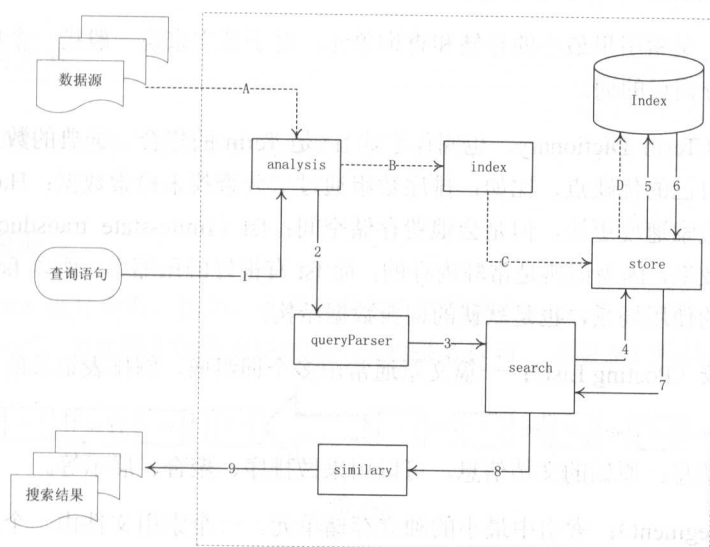 数据源
A
Index
analysis
B
index
D
5
6
2
C
查询语句
1
store
queryParser
3
search
4
7
8
搜索结果
9
similary